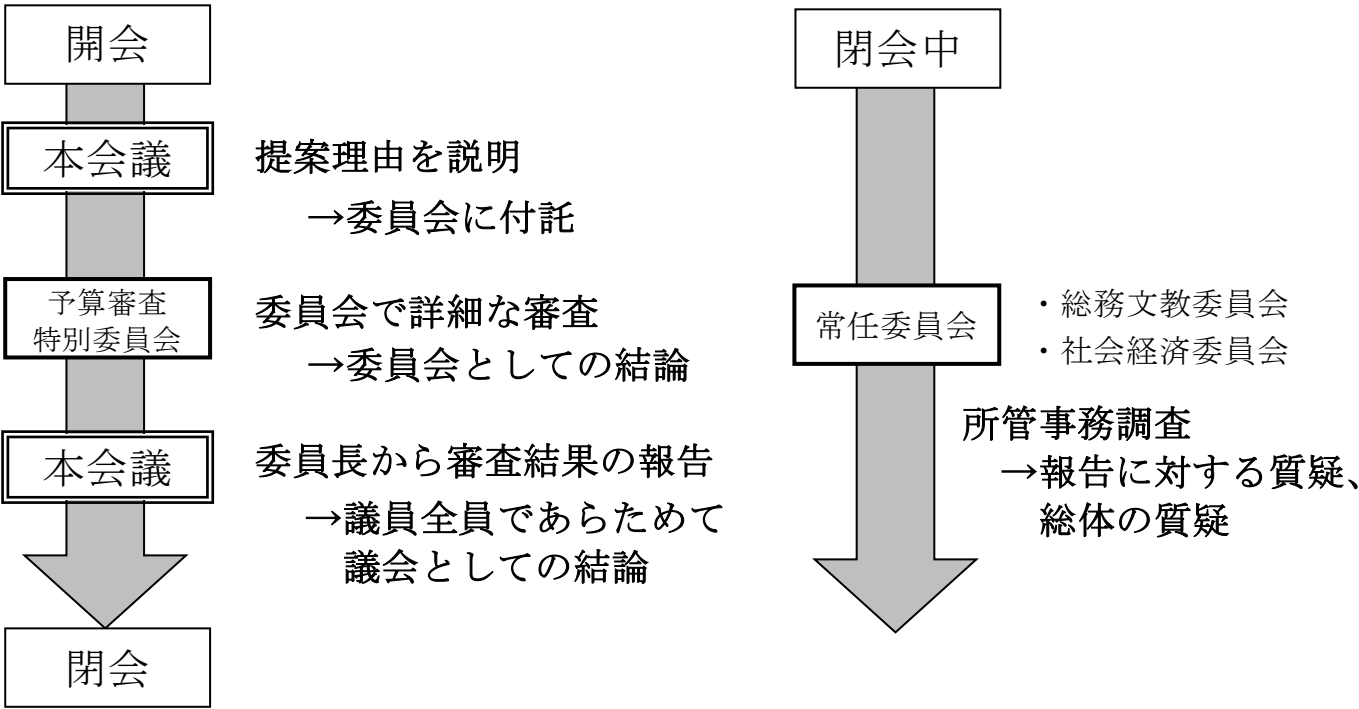 開会
本会議
提案理由を説明
→委員会に付託
予算審査
特別委員会
委員会で詳細な審査
→委員会としての結論
本会議
委員長から審査結果の報告
→議員全員であらためて
議会としての結論
閉会
閉会中
常任委員会
・総務文教委員会
・社会経済委員会
所管事務調査
→報告に対する質疑、
総体の質疑